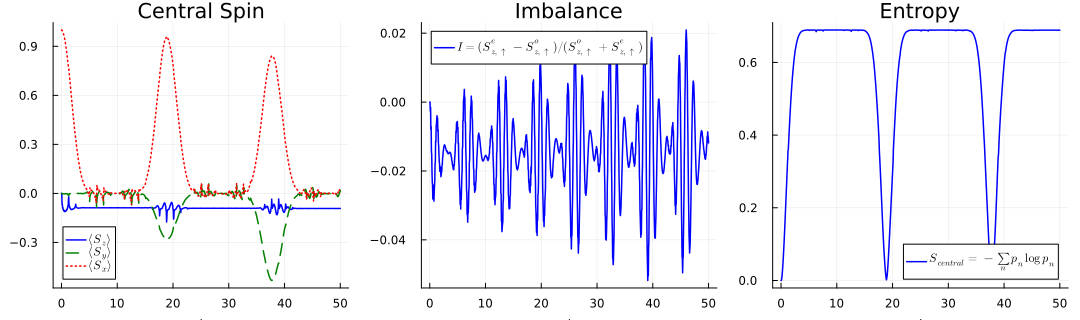 Central Spin
0.9
0.6
0.3
0.0
−0.3
⟨S_z⟩
⟨S_y⟩
⟨S_x⟩
0 10 20 30 40 50
Imbalance
0.02
0.00
−0.02
−0.04
I = (S^e_{z,↑} − S^o_{z,↑})/(S^o_{z,↑} + S^e_{z,↑})
0 10 20 30 40 50
Entropy
0.6
0.4
0.2
0.0
S_{central} = − ∑_n p_n log p_n
0 10 20 30 40 50